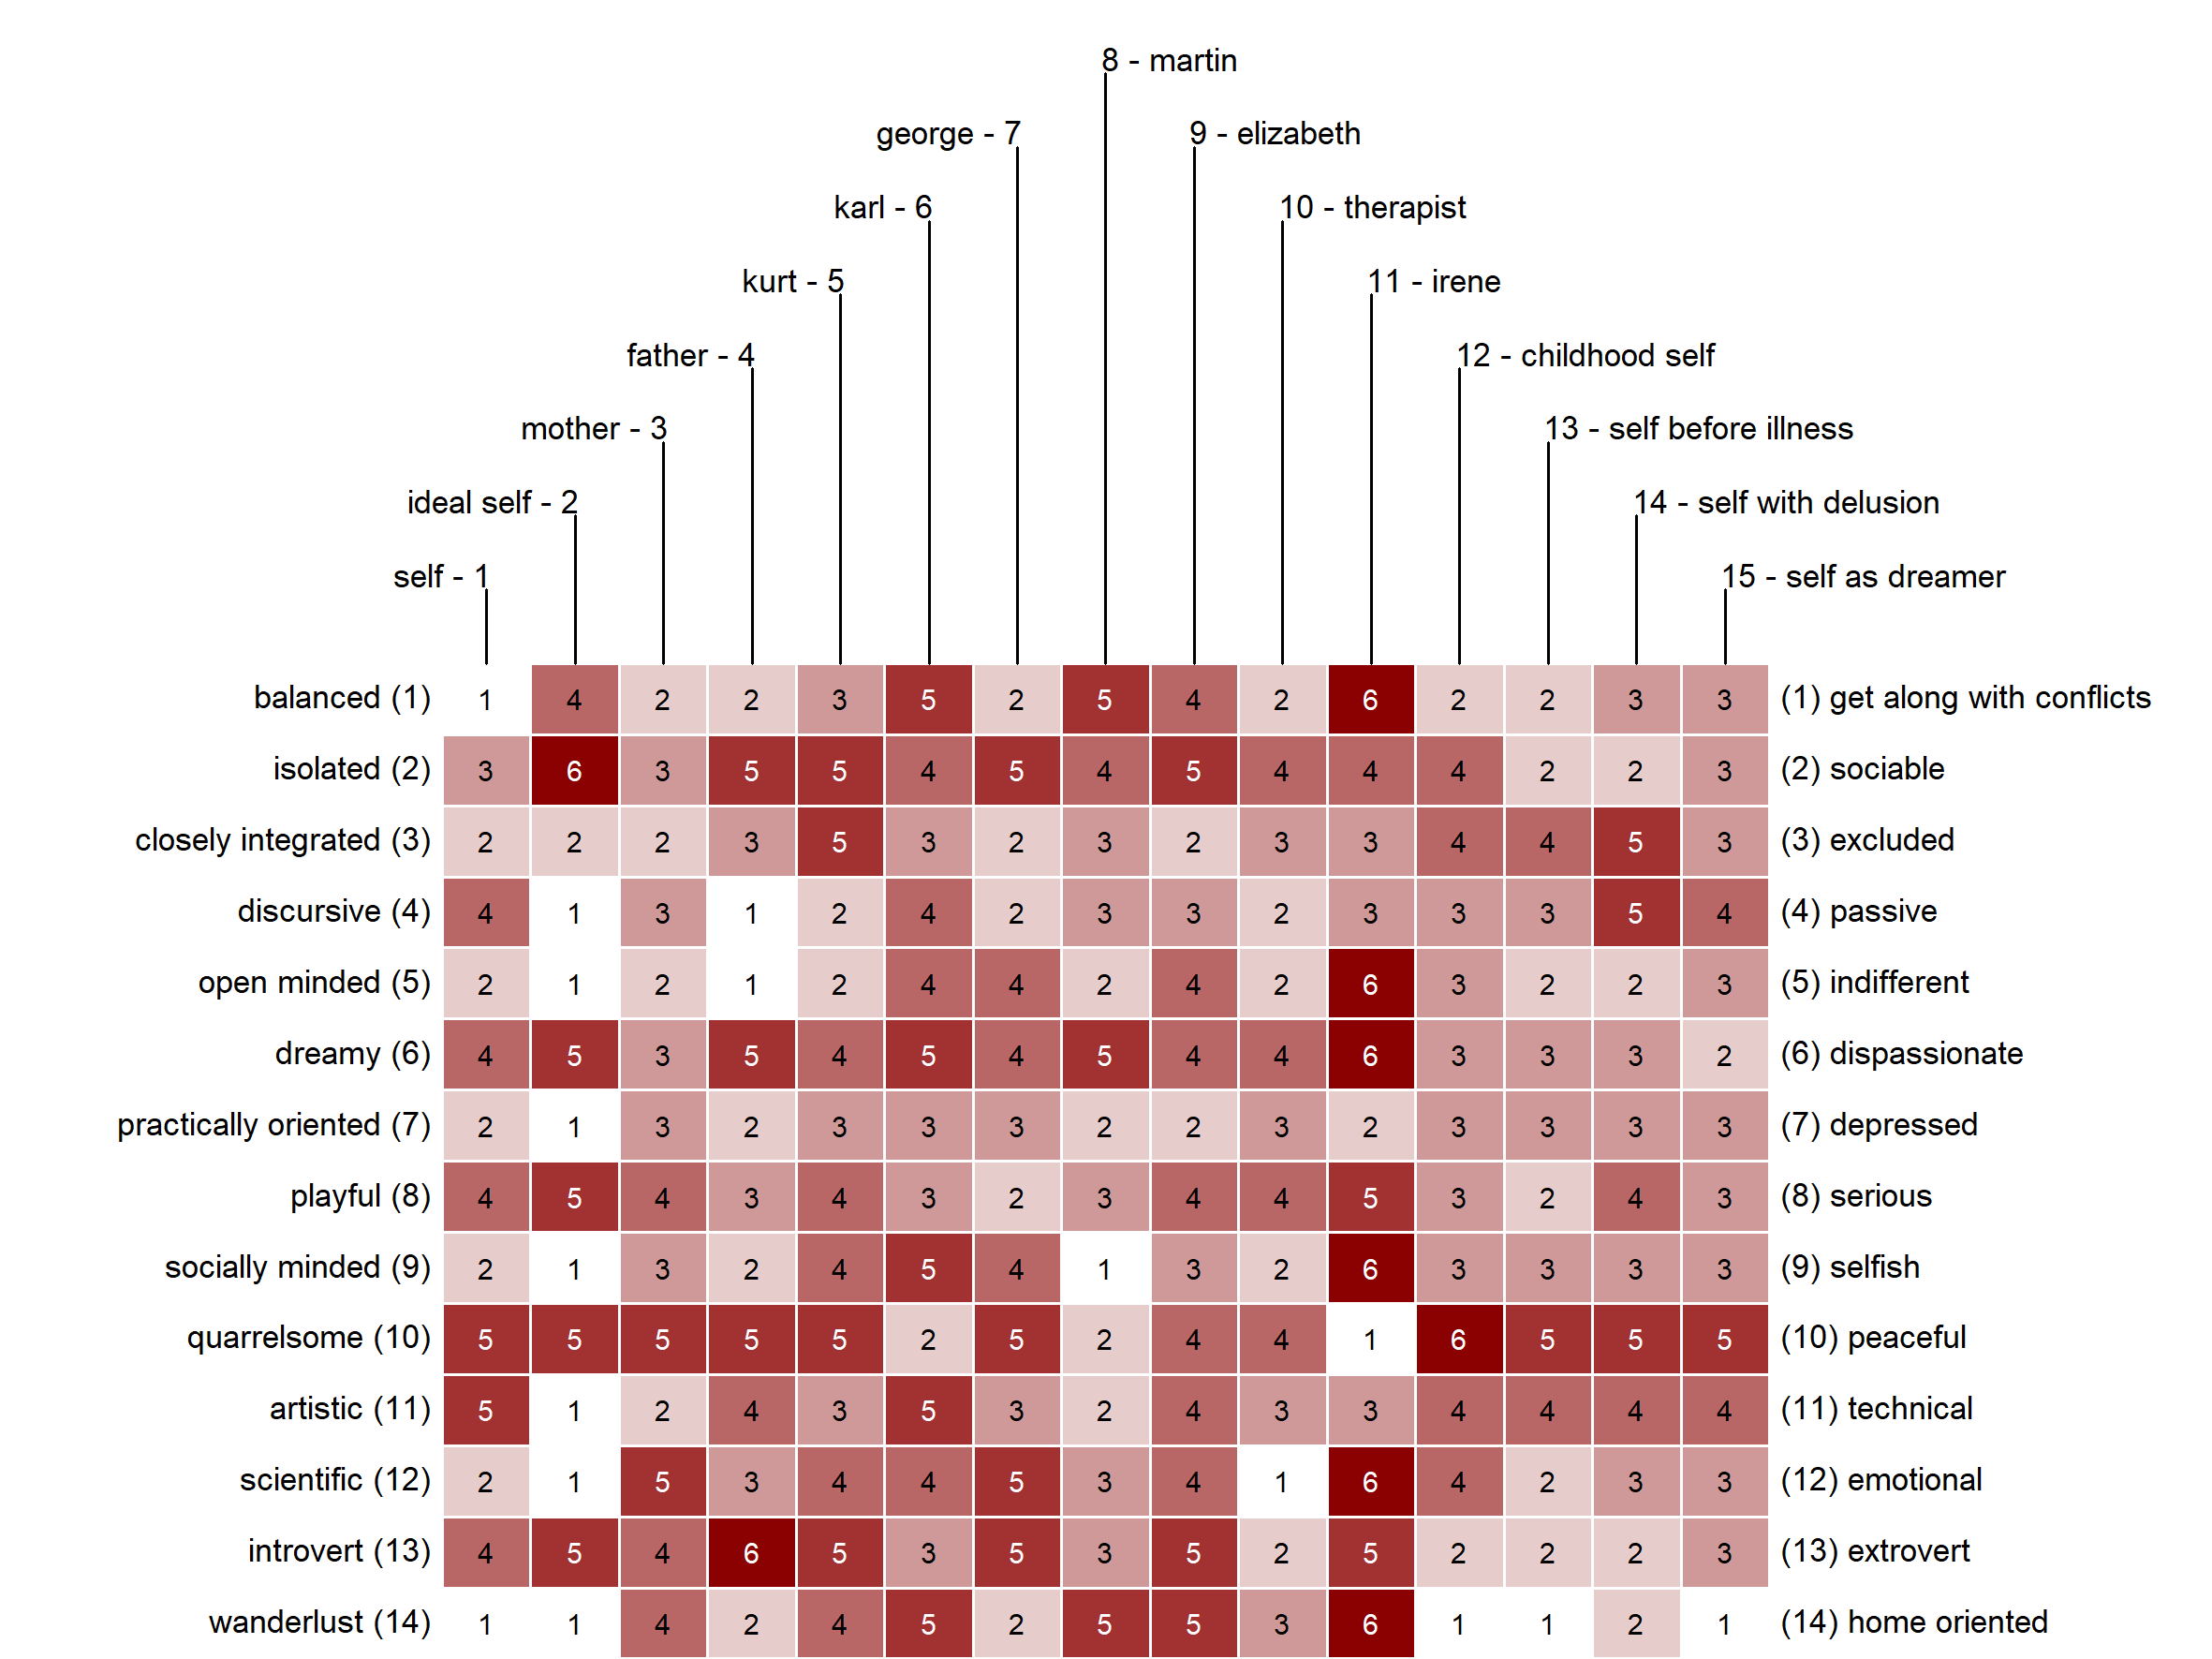 8 - martin
george - 7
9 - elizabeth
karl - 6
10 - therapist
kurt - 5
11 - irene
father - 4
12 - childhood self
mother - 3
13 - self before illness
ideal self - 2
14 - self with delusion
self - 1
15 - self as dreamer
balanced (1) 1 4 2 2 3 5 2 5 4 2 6 2 2 3 3 (1) get along with conflicts
isolated (2) 3 6 3 5 5 4 5 4 5 4 4 4 2 2 3 (2) sociable
closely integrated (3) 2 2 2 3 5 3 2 3 2 3 3 4 4 5 3 (3) excluded
discursive (4) 4 1 3 1 2 4 2 3 3 2 3 3 3 5 4 (4) passive
open minded (5) 2 1 2 1 2 4 4 2 4 2 6 3 2 2 3 (5) indifferent
dreamy (6) 4 5 3 5 4 5 4 5 4 4 6 3 3 3 2 (6) dispassionate
practically oriented (7) 2 1 3 2 3 3 3 2 2 3 2 3 3 3 3 (7) depressed
playful (8) 4 5 4 3 4 3 2 3 4 4 5 3 2 4 3 (8) serious
socially minded (9) 2 1 3 2 4 5 4 1 3 2 6 3 3 3 3 (9) selfish
quarrelsome (10) 5 5 5 5 5 2 5 2 4 4 1 6 5 5 5 (10) peaceful
artistic (11) 5 1 2 4 3 5 3 2 4 3 3 4 4 4 4 (11) technical
scientific (12) 2 1 5 3 4 4 5 3 4 1 6 4 2 3 3 (12) emotional
introvert (13) 4 5 4 6 5 3 5 3 5 2 5 2 2 2 3 (13) extrovert
wanderlust (14) 1 1 4 2 4 5 2 5 5 3 6 1 1 2 1 (14) home oriented